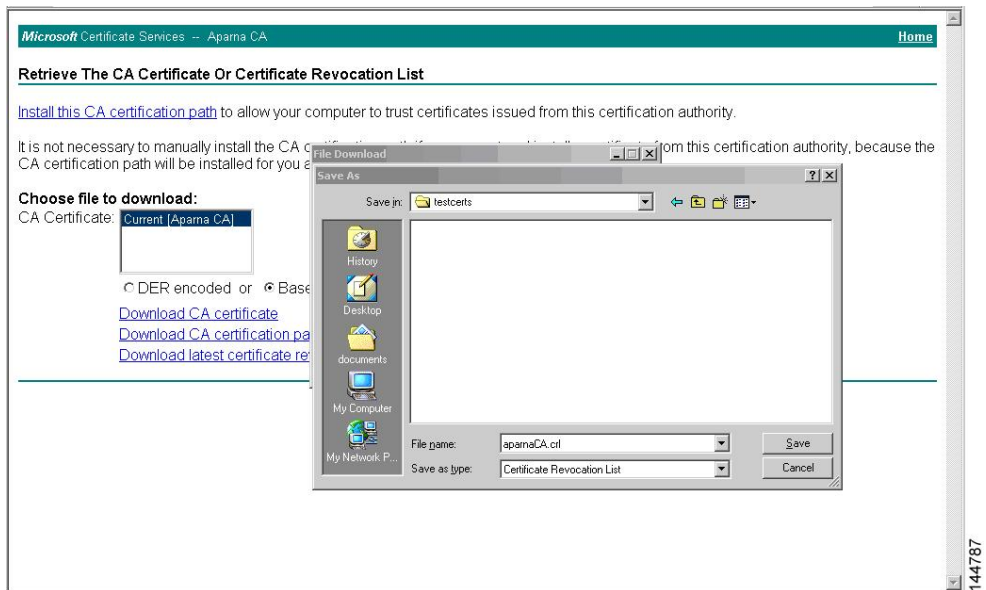 Microsoft Certificate Services -- Aparna CA Home
Retrieve The CA Certificate Or Certificate Revocation List
Install this CA certification path to allow your computer to trust certificates issued from this certification authority.
It is not necessary to manually install the CA from this certification authority, because the
CA certification path will be installed for you
Choose file to download:
CA Certificate: Current [Aparna CA]
DER encoded or Base
Download CA certificate
Download CA certification pa
Download latest certificate re
File Download
Save As
Save in: testcerts
History
Desktop
documents
My Computer
My Network P...
File name: aparnaCA.crl Save
Save as type: Certificate Revocation List Cancel
144787